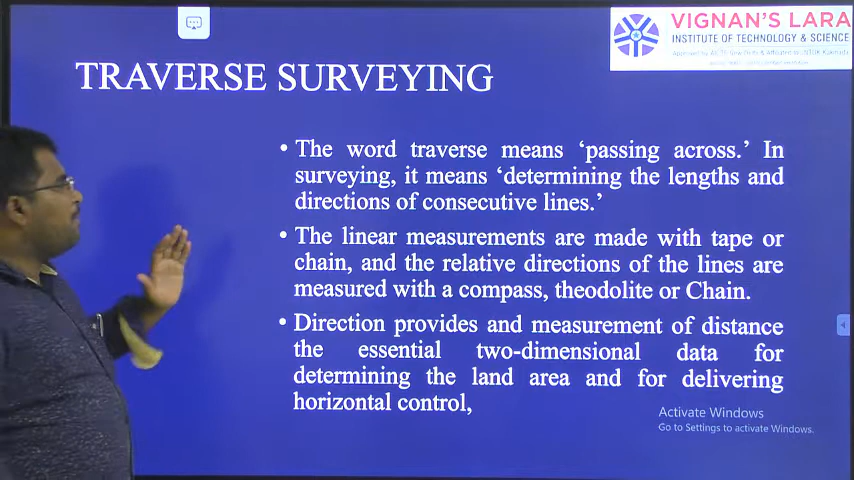 VIGNAN'S LARA
INSTITUTE OF TECHNOLOGY & SCIENCE
TRAVERSE SURVEYING
• The word traverse means ‘passing across.’ In
surveying, it means ‘determining the lengths and
directions of consecutive lines.’
• The linear measurements are made with tape or
chain, and the relative directions of the lines are
measured with a compass, theodolite or Chain.
• Direction provides and measurement of distance
the essential two-dimensional data for
determining the land area and for delivering
horizontal control,
Activate Windows
Go to Settings to activate Windows.